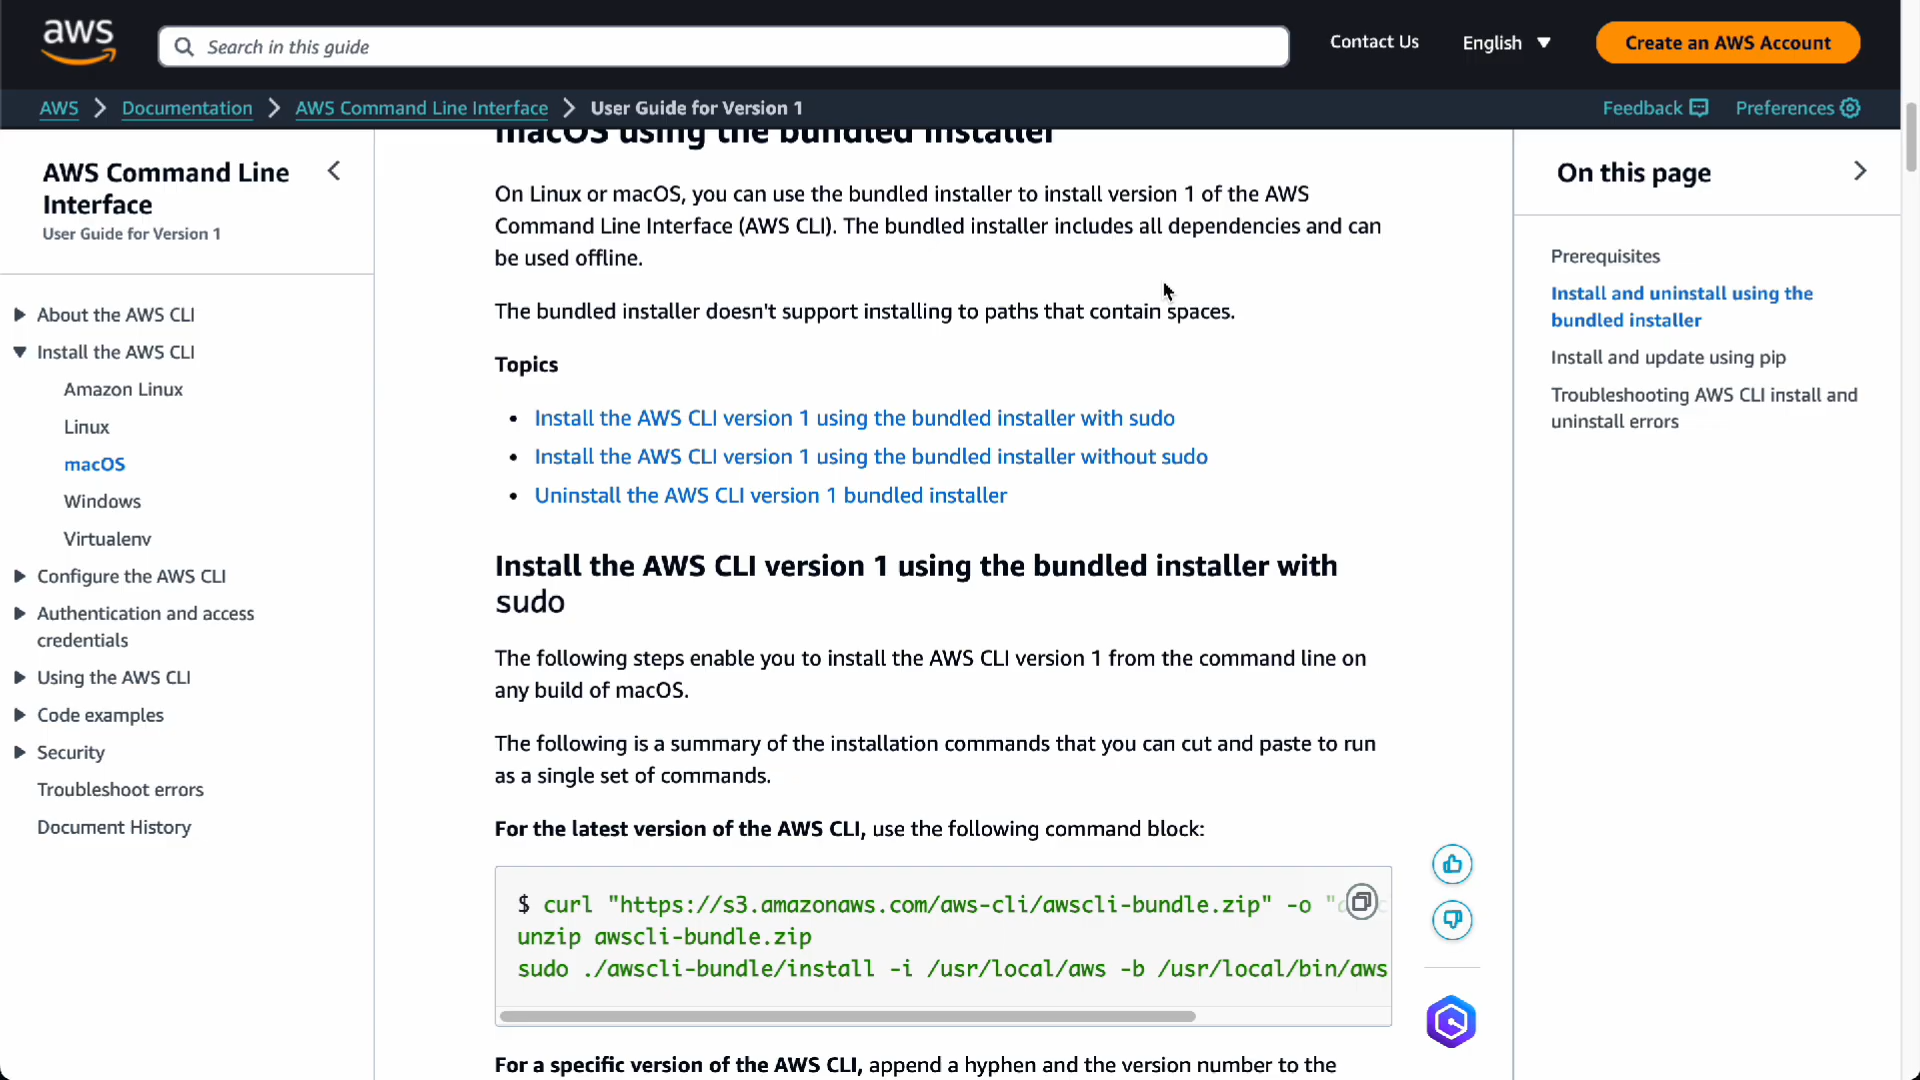 aws
Search in this guide
Contact Us
English
Create an AWS Account
AWS
Documentation
AWS Command Line Interface
User Guide for Version 1
Feedback
Preferences
AWS Command Line
Interface
User Guide for Version 1
About the AWS CLI
Install the AWS CLI
Amazon Linux
Linux
macOS
Windows
Virtualenv
Configure the AWS CLI
Authentication and access
credentials
Using the AWS CLI
Code examples
Security
Troubleshoot errors
Document History
macOS using the bundled installer
On Linux or macOS, you can use the bundled installer to install version 1 of the AWS
Command Line Interface (AWS CLI). The bundled installer includes all dependencies and can
be used offline.
The bundled installer doesn't support installing to paths that contain spaces.
Topics
• Install the AWS CLI version 1 using the bundled installer with sudo
• Install the AWS CLI version 1 using the bundled installer without sudo
• Uninstall the AWS CLI version 1 bundled installer
Install the AWS CLI version 1 using the bundled installer with
sudo
The following steps enable you to install the AWS CLI version 1 from the command line on
any build of macOS.
The following is a summary of the installation commands that you can cut and paste to run
as a single set of commands.
For the latest version of the AWS CLI, use the following command block:
$ curl "https://s3.amazonaws.com/aws-cli/awscli-bundle.zip" -o "
unzip awscli-bundle.zip
sudo ./awscli-bundle/install -i /usr/local/aws -b /usr/local/bin/aws
For a specific version of the AWS CLI, append a hyphen and the version number to the
On this page
Prerequisites
Install and uninstall using the
bundled installer
Install and update using pip
Troubleshooting AWS CLI install and
uninstall errors